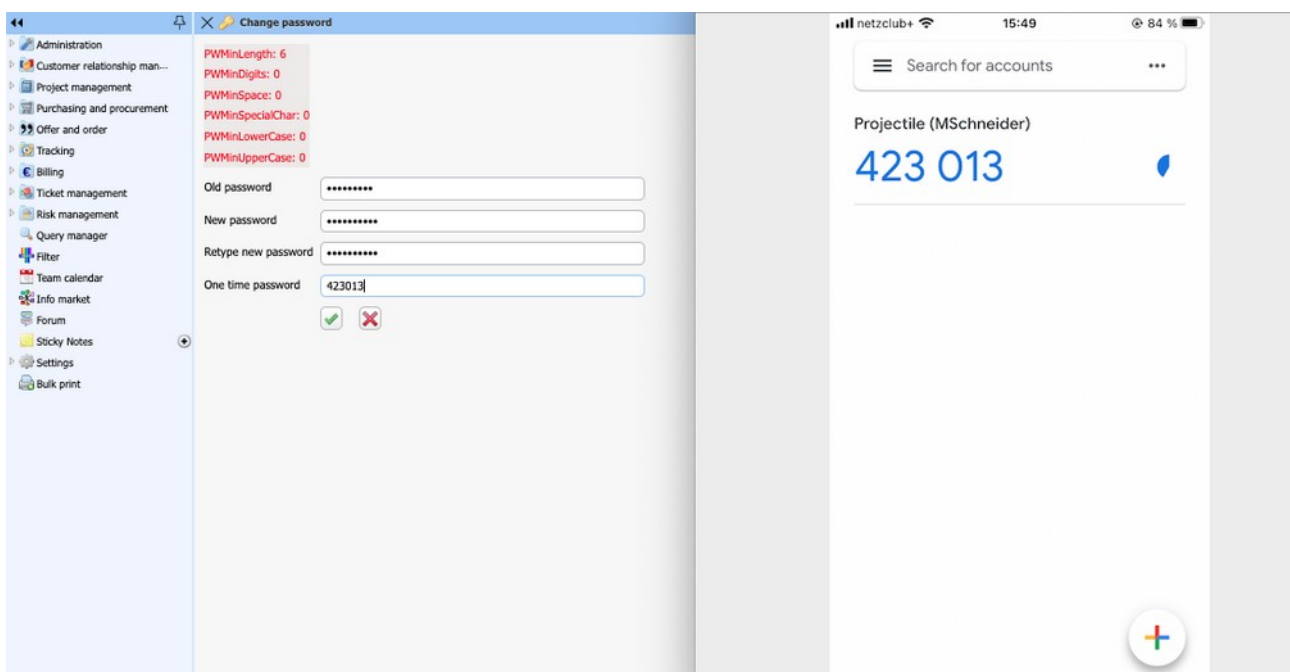 Change password
Administration
Customer relationship man...
Project management
Purchasing and procurement
Offer and order
Tracking
Billing
Ticket management
Risk management
Query manager
Filter
Team calendar
Info market
Forum
Sticky Notes
Settings
Bulk print
PWMinLength: 6
PWMinDigits: 0
PWMinSpace: 0
PWMinSpecialChar: 0
PWMinLowerCase: 0
PWMinUpperCase: 0
Old password •••••••••
New password ••••••••••
Retype new password ••••••••••
One time password 423013
netzclub+ 15:49 84 %
Search for accounts
Projectile (MSchneider)
423 013